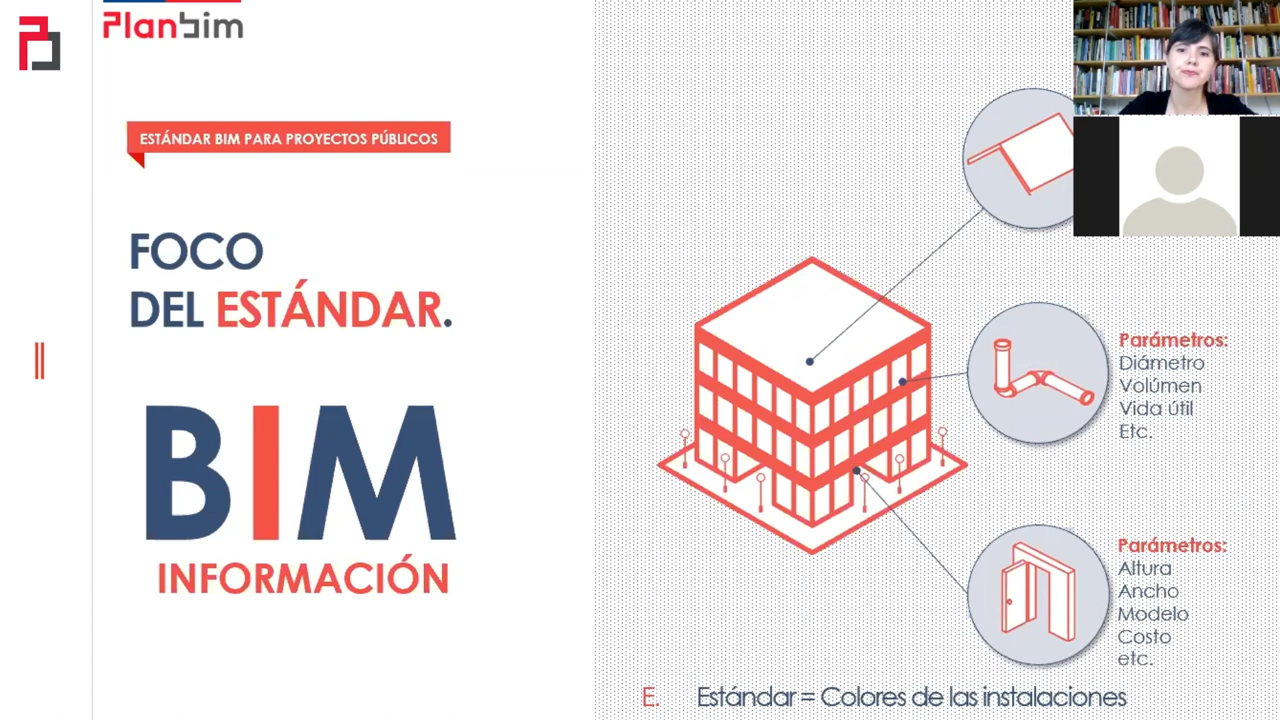 Planbim
ESTÁNDAR BIM PARA PROYECTOS PÚBLICOS
FOCO
DEL ESTÁNDAR.
BIM
INFORMACIÓN
Parámetros:
Diámetro
Volúmen
Vida útil
Etc.
Parámetros:
Altura
Ancho
Modelo
Costo
etc.
E. Estándar = Colores de las instalaciones